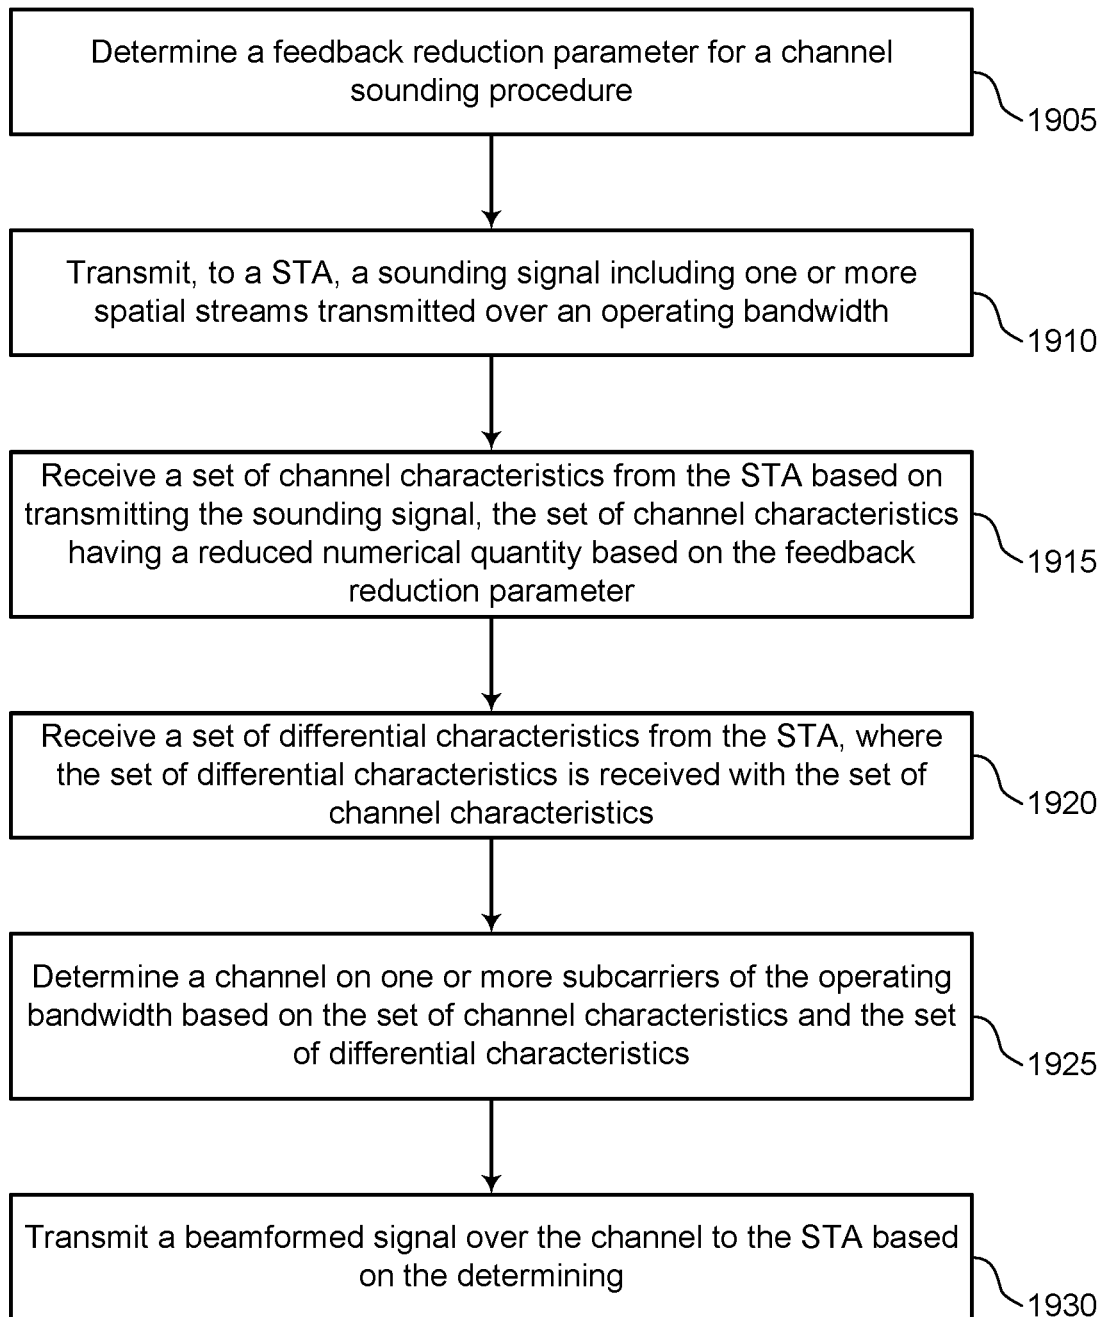 Determine a feedback reduction parameter for a channel
sounding procedure
1905
Transmit, to a STA, a sounding signal including one or more
spatial streams transmitted over an operating bandwidth
1910
Receive a set of channel characteristics from the STA based on
transmitting the sounding signal, the set of channel characteristics
having a reduced numerical quantity based on the feedback
reduction parameter
1915
Receive a set of differential characteristics from the STA, where
the set of differential characteristics is received with the set of
channel characteristics
1920
Determine a channel on one or more subcarriers of the operating
bandwidth based on the set of channel characteristics and the set
of differential characteristics
1925
Transmit a beamformed signal over the channel to the STA based
on the determining
1930